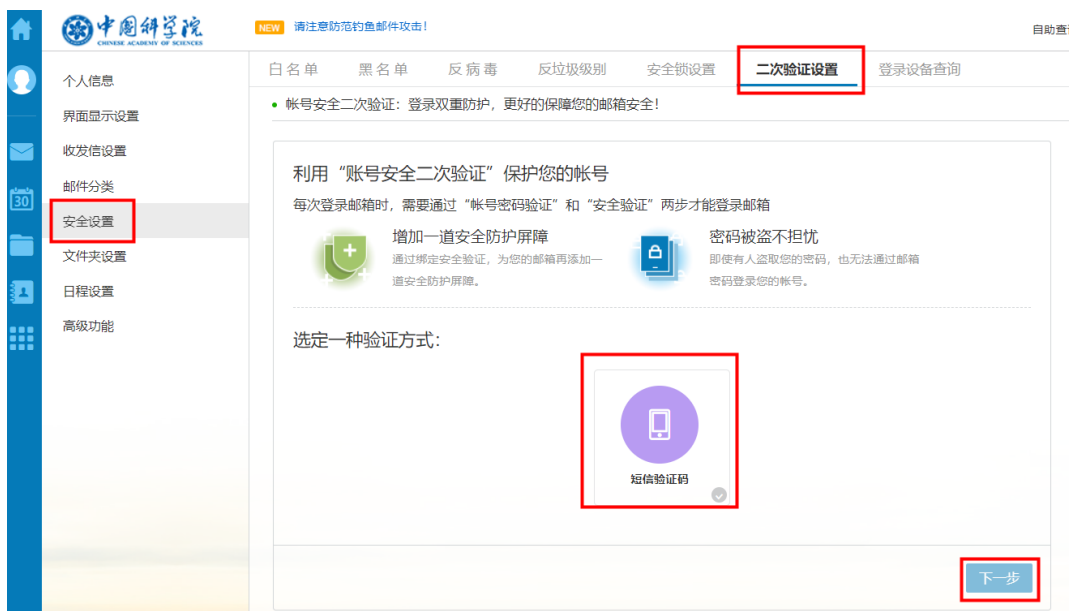 中国科学院
CHINESE ACADEMY OF SCIENCES
NEW 请注意防范钓鱼邮件攻击!
自助查
白名单 黑名单 反病毒 反垃圾级别 安全锁设置 二次验证设置 登录设备查询
个人信息
界面显示设置
收发信设置
邮件分类
安全设置
文件夹设置
日程设置
高级功能
30
• 帐号安全二次验证：登录双重防护，更好的保障您的邮箱安全!
利用“账号安全二次验证”保护您的帐号
每次登录邮箱时，需要通过“帐号密码验证”和“安全验证”两步才能登录邮箱
增加一道安全防护屏障
通过绑定安全验证，为您的邮箱再添加一
道安全防护屏障。
密码被盗不担忧
即使有人盗取您的密码，也无法通过邮箱
密码登录您的帐号。
选定一种验证方式：
短信验证码
下一步